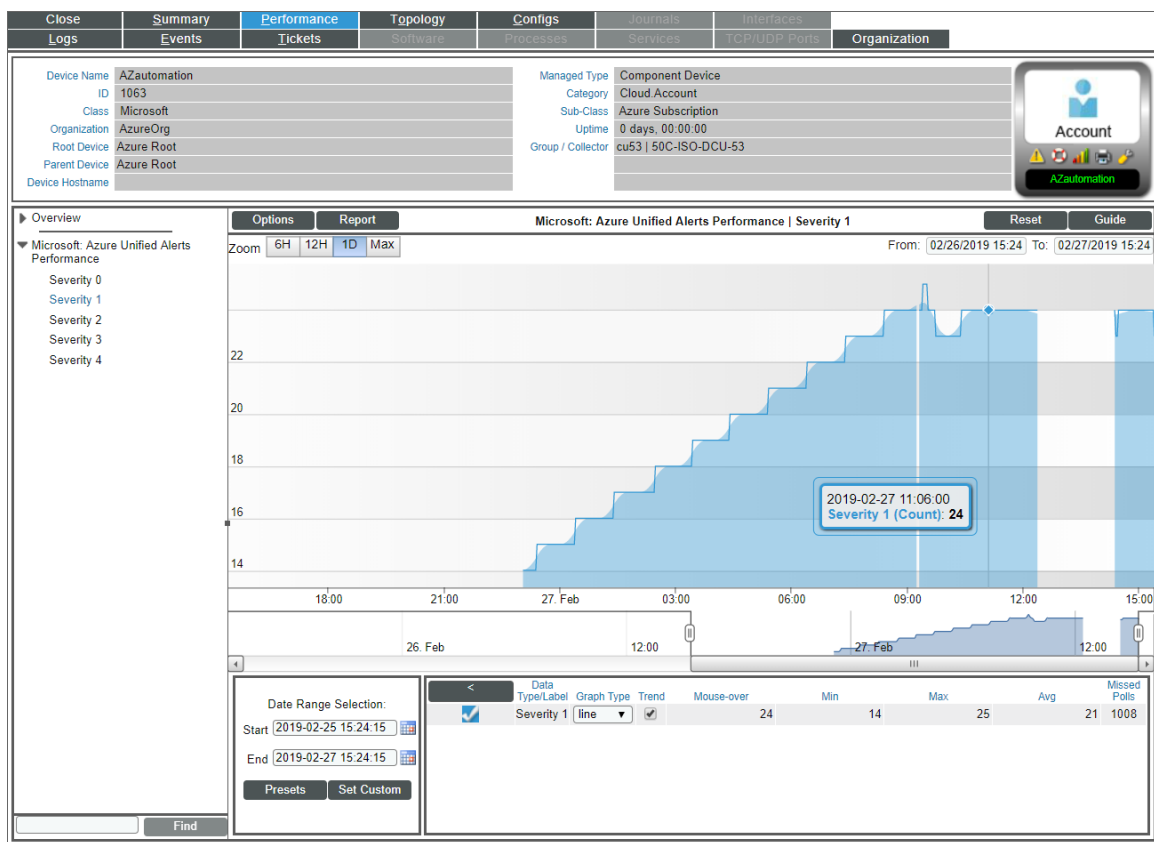 Close Summary Performance Topology Configs Journals Interfaces
Logs Events Tickets Software Processes Services TCP/UDP Ports Organization
Device Name AZautomation Managed Type Component Device
ID 1063 Category Cloud.Account
Class Microsoft Sub-Class Azure Subscription
Organization AzureOrg Uptime 0 days, 00:00:00
Root Device Azure Root Group / Collector cu53 | 50C-ISO-DCU-53
Parent Device Azure Root
Device Hostname
Account
AZautomation
Overview
Microsoft: Azure Unified Alerts
Performance
Severity 0
Severity 1
Severity 2
Severity 3
Severity 4
Find
Options Report Microsoft: Azure Unified Alerts Performance | Severity 1 Reset Guide
Zoom 6H 12H 1D Max From: 02/26/2019 15:24 To: 02/27/2019 15:24
22
20
18
16
14
2019-02-27 11:06:00
Severity 1 (Count): 24
18:00 21:00 27. Feb 03:00 06:00 09:00 12:00 15:00
26. Feb 12:00 27. Feb 12:00
Date Range Selection:
Start 2019-02-25 15:24:15
End 2019-02-27 15:24:15
Presets Set Custom
< Data Type/Label Graph Type Trend Mouse-over Min Max Avg Missed Polls
Severity 1 line 24 14 25 21 1008